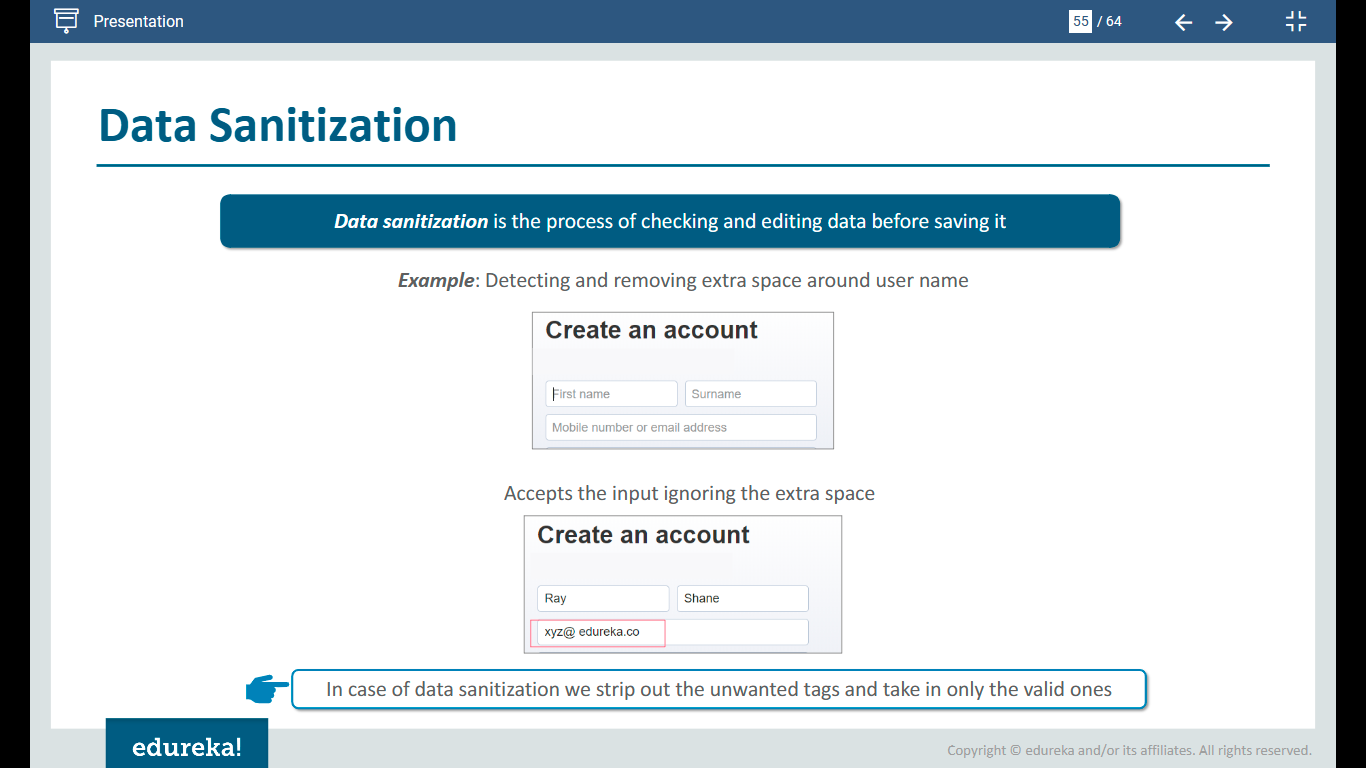 Presentation
55 / 64
Data Sanitization
Data sanitization is the process of checking and editing data before saving it
Example: Detecting and removing extra space around user name
Create an account
First name Surname
Mobile number or email address
Accepts the input ignoring the extra space
Create an account
Ray Shane
xyz@ edureka.co
In case of data sanitization we strip out the unwanted tags and take in only the valid ones
edureka!
Copyright © edureka and/or its affiliates. All rights reserved.